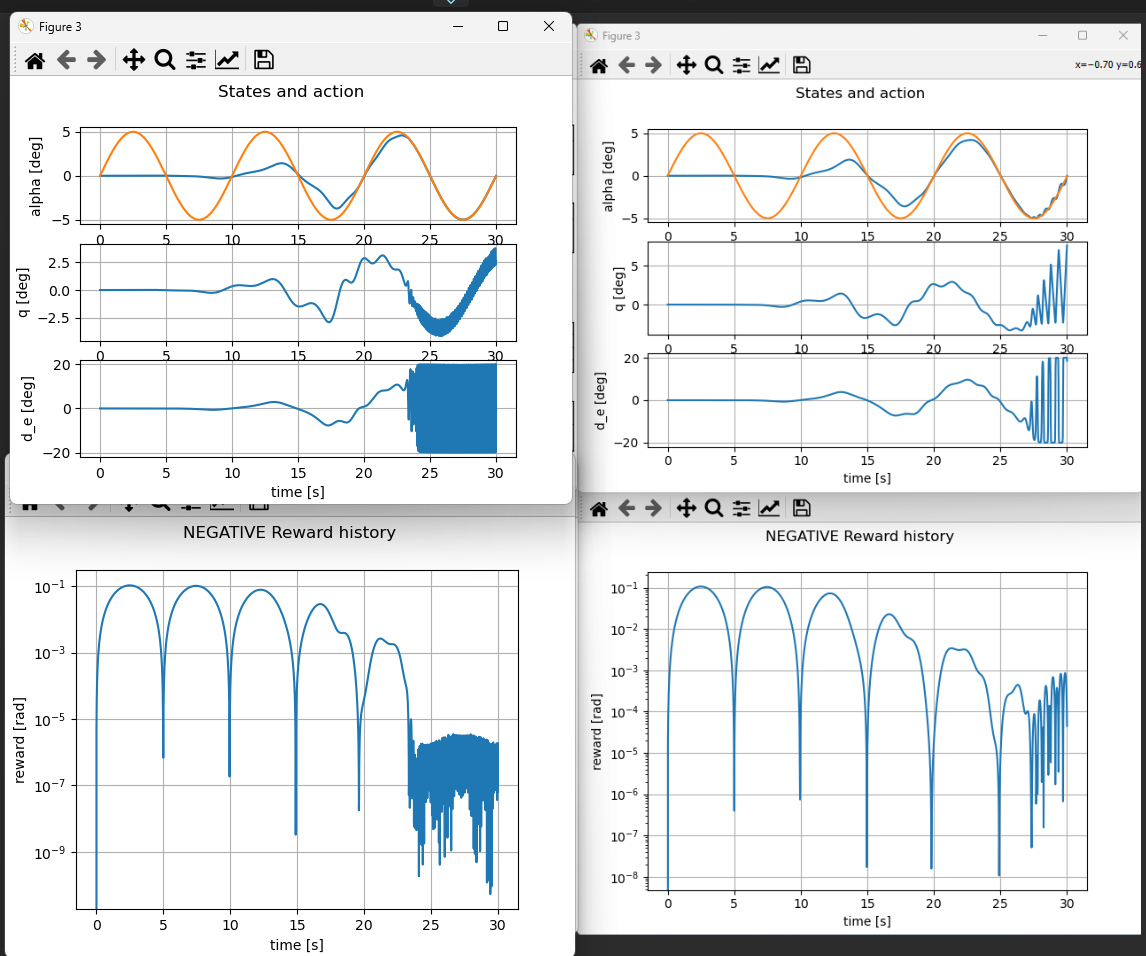 Figure 3
States and action
5
0
−5
alpha [deg]
0 5 10 15 20 25 30
2.5
0.0
−2.5
q [deg]
0 5 10 15 20 25 30
20
0
−20
d_e [deg]
0 5 10 15 20 25 30
time [s]
NEGATIVE Reward history
10⁻¹
10⁻³
10⁻⁵
10⁻⁷
10⁻⁹
reward [rad]
0 5 10 15 20 25 30
time [s]
Figure 3
x=−0.70 y=0.6
States and action
5
0
−5
alpha [deg]
0 5 10 15 20 25 30
5
0
q [deg]
0 5 10 15 20 25 30
20
0
−20
d_e [deg]
0 5 10 15 20 25 30
time [s]
NEGATIVE Reward history
10⁻¹
10⁻²
10⁻³
10⁻⁴
10⁻⁵
10⁻⁶
10⁻⁷
10⁻⁸
reward [rad]
0 5 10 15 20 25 30
time [s]